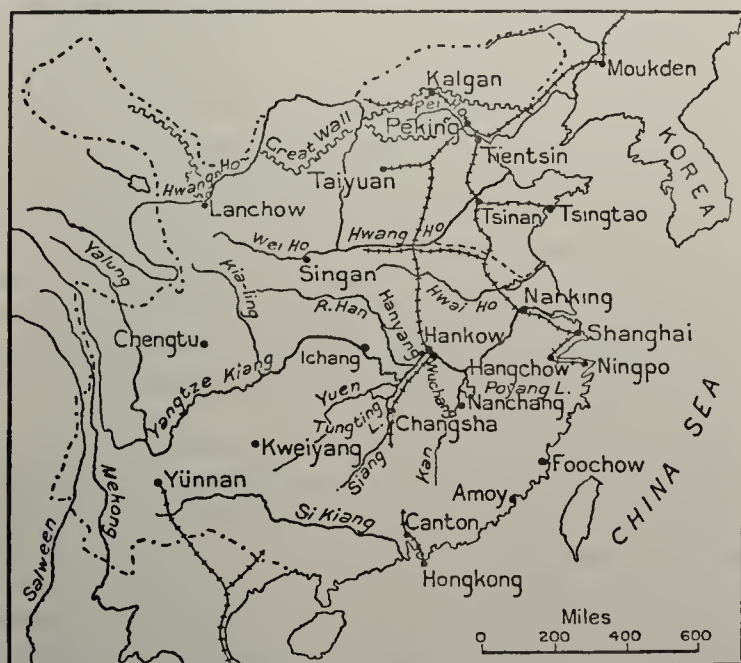 Kalgan
Moukden
Pei Ho
Peking
Great Wall
Tientsin
KOREA
Taiyuan
Hwang Ho
Lanchow
Tsinan
Tsingtao
Wei Ho
Hwang Ho
Singan
Yalung
Kia-ling
Hwai Ho
R. Han
Hanyang
Nanking
Shanghai
Chengtu
Ichang
Hankow
Hangchow
Ningpo
Yangtze Kiang
Wuchang
Poyang L.
Yuen
Nanchang
Tungting L.
Changsha
Kweiyang
Siang
Kan
CHINA SEA
Foochow
Yünnan
Mekong
Amoy
Si Kiang
Canton
Salween
Hongkong
Miles
0 200 400 600